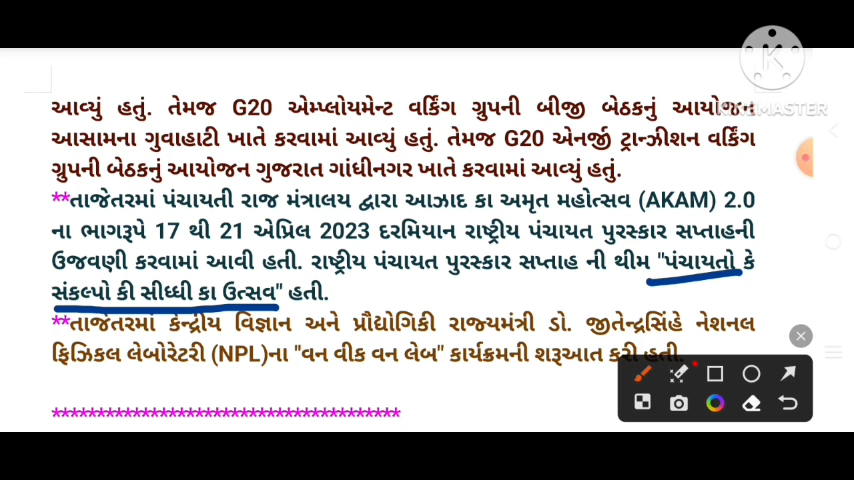 આવ્યું હતું. તેમજ G20 એમ્પ્લોયમેન્ટ વર્કિંગ ગ્રુપની બીજી બેઠકનું આયોજન
આસામના ગુવાહાટી ખાતે કરવામાં આવ્યું હતું. તેમજ G20 એનર્જી ટ્રાન્ઝીશન વર્કિંગ
ગ્રુપની બેઠકનું આયોજન ગુજરાત ગાંધીનગર ખાતે કરવામાં આવ્યું હતું.
**તાજેતરમાં પંચાયતી રાજ મંત્રાલય દ્વારા આઝાદ કા અમૃત મહોત્સવ (AKAM) 2.0
ના ભાગરૂપે 17 થી 21 એપ્રિલ 2023 દરમિયાન રાષ્ટ્રીય પંચાયત પુરસ્કાર સપ્તાહની
ઉજવણી કરવામાં આવી હતી. રાષ્ટ્રીય પંચાયત પુરસ્કાર સપ્તાહ ની થીમ "પંચાયતો કે
સંકલ્પો કી સીધ્ધી કા ઉત્સવ" હતી.
**તાજેતરમાં કેન્દ્રીય વિજ્ઞાન અને પ્રૌદ્યોગિકી રાજ્યમંત્રી ડો. જીતેન્દ્રસિંહે નેશનલ
ફિઝિકલ લેબોરેટરી (NPL)ના "વન વીક વન લેબ" કાર્યક્રમની શરૂઆત કરી હતી.
**************************************